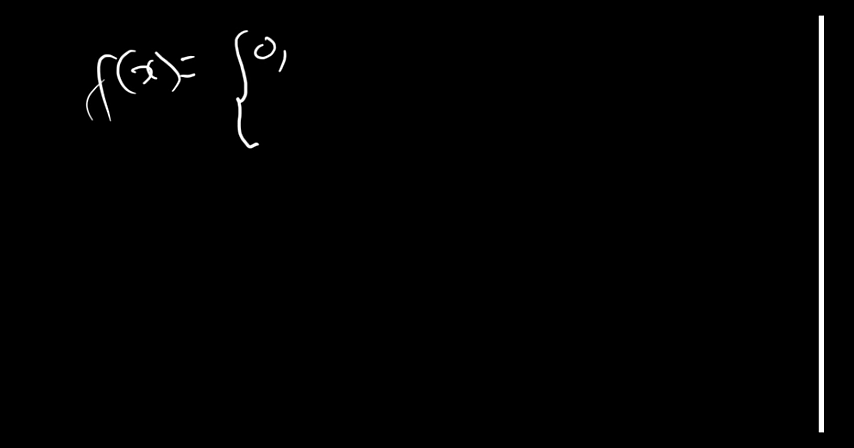 f(x)= { 0,